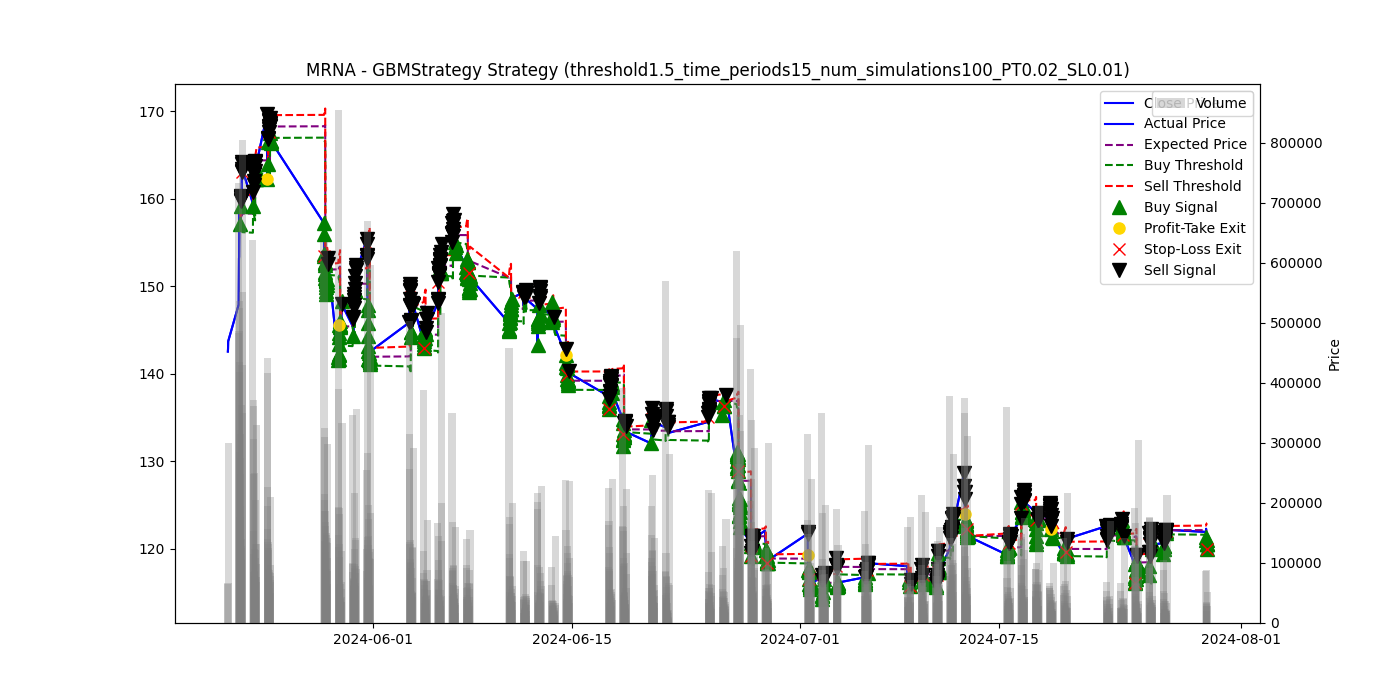 MRNA - GBMStrategy Strategy (threshold1.5_time_periods15_num_simulations100_PT0.02_SL0.01)
170
160
150
140
130
120
800000
700000
600000
500000
400000
300000
200000
100000
0
Price
2024-06-01
2024-06-15
2024-07-01
2024-07-15
2024-08-01
Volume
Actual Price
Expected Price
Buy Threshold
Sell Threshold
Buy Signal
Profit-Take Exit
Stop-Loss Exit
Sell Signal